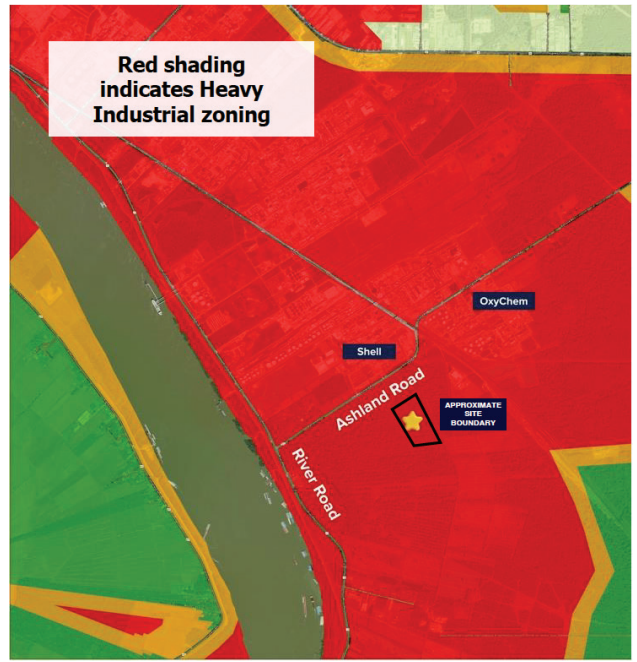 Red shading
indicates Heavy
Industrial zoning
OxyChem
Shell
Ashland Road
APPROXIMATE
SITE
BOUNDARY
River Road